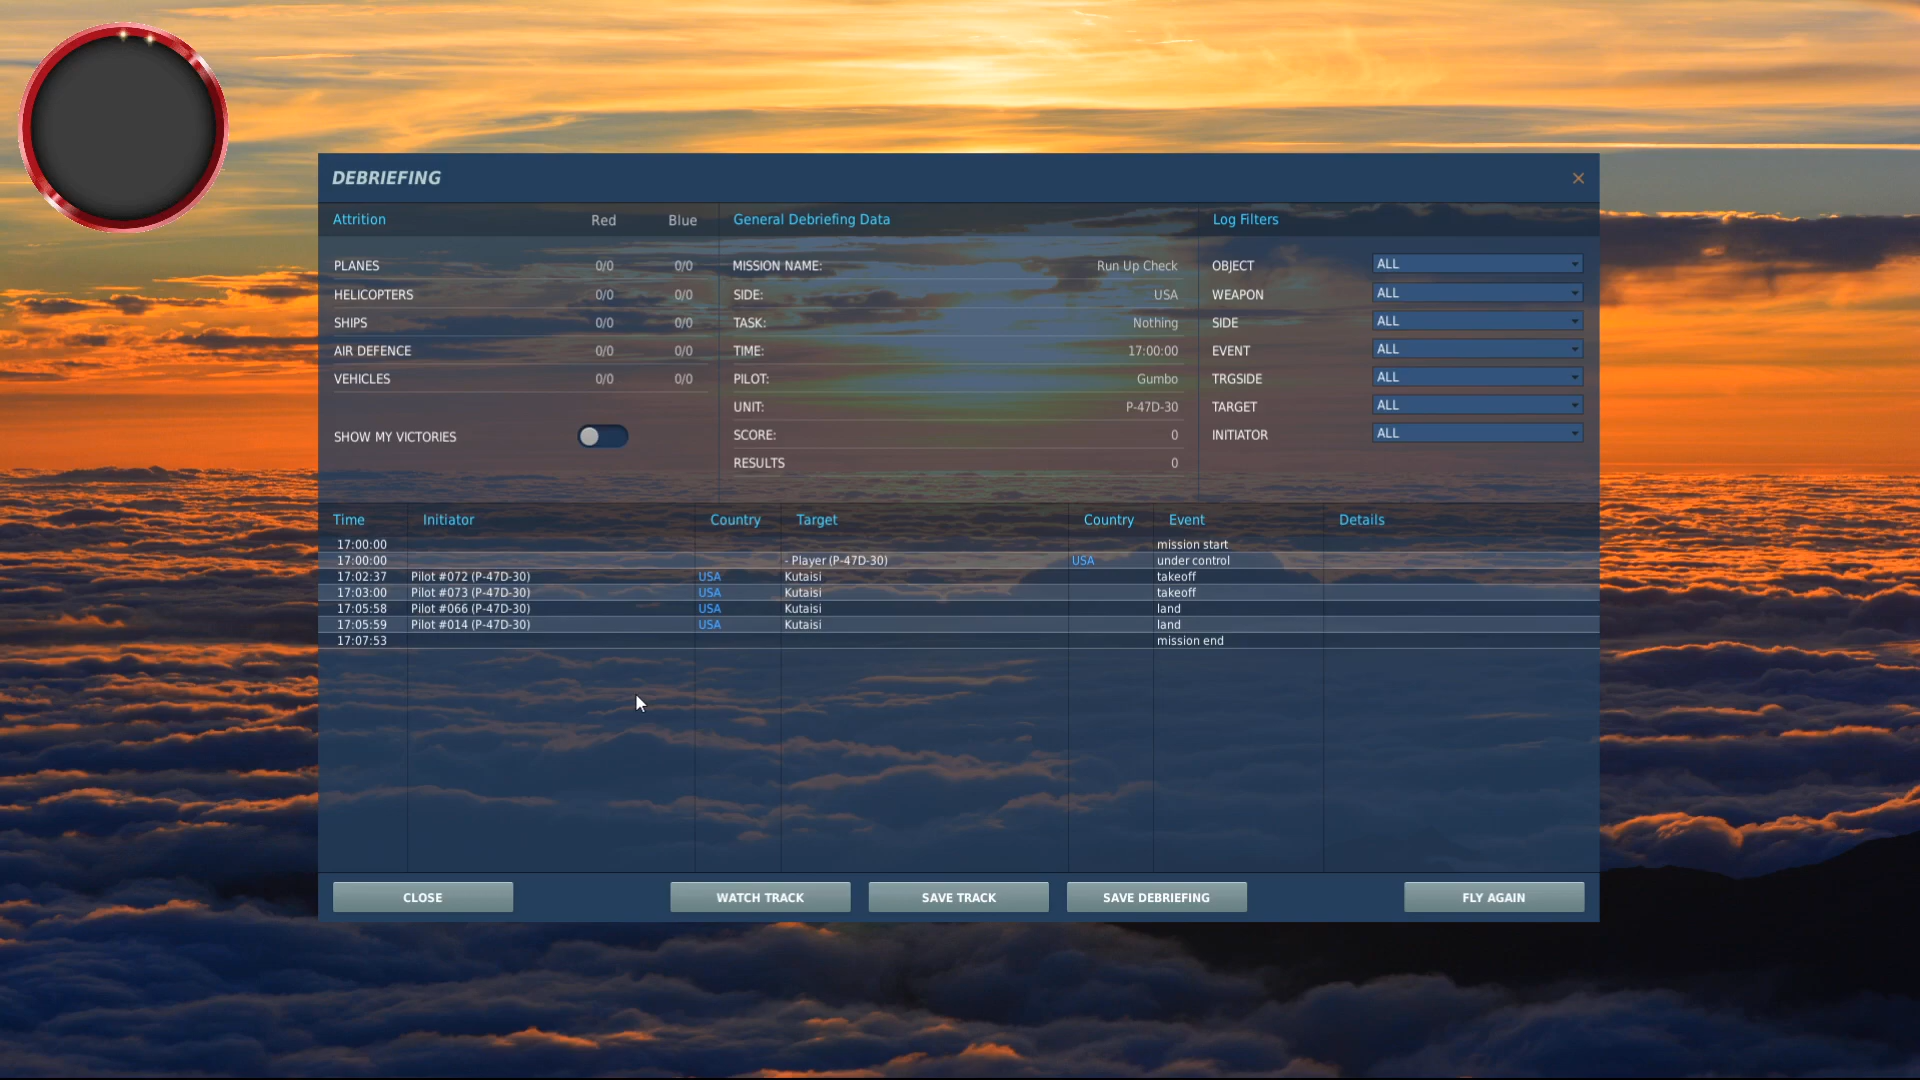 DEBRIEFING ×
Attrition Red Blue
PLANES 0/0 0/0
HELICOPTERS 0/0 0/0
SHIPS 0/0 0/0
AIR DEFENCE 0/0 0/0
VEHICLES 0/0 0/0
SHOW MY VICTORIES
General Debriefing Data
MISSION NAME: Run Up Check
SIDE: USA
TASK: Nothing
TIME: 17:00:00
PILOT: Gumbo
UNIT: P-47D-30
SCORE: 0
RESULTS 0
Log Filters
OBJECT ALL
WEAPON ALL
SIDE ALL
EVENT ALL
TRGSIDE ALL
TARGET ALL
INITIATOR ALL
Time Initiator Country Target Country Event Details
17:00:00 mission start
17:00:00 - Player (P-47D-30) USA under control
17:02:37 Pilot #072 (P-47D-30) USA Kutaisi takeoff
17:03:00 Pilot #073 (P-47D-30) USA Kutaisi takeoff
17:05:58 Pilot #066 (P-47D-30) USA Kutaisi land
17:05:59 Pilot #014 (P-47D-30) USA Kutaisi land
17:07:53 mission end
CLOSE WATCH TRACK SAVE TRACK SAVE DEBRIEFING FLY AGAIN